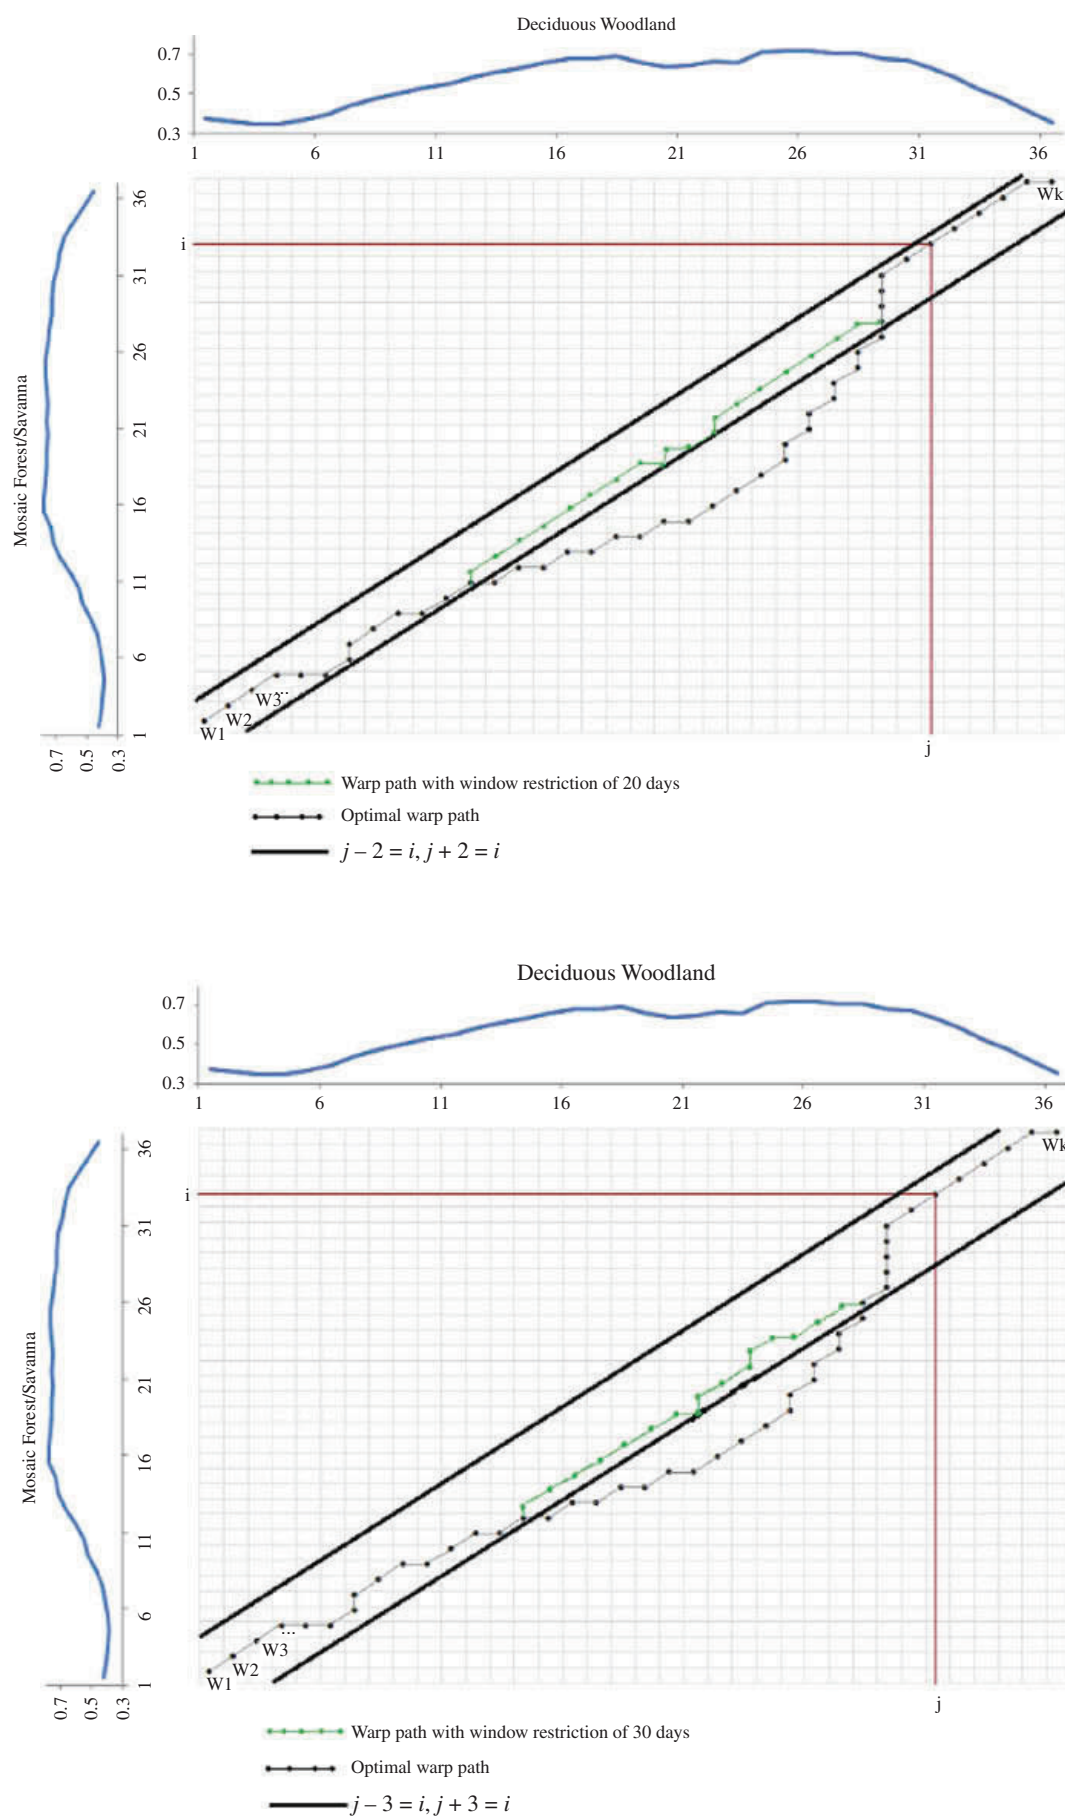 Deciduous Woodland
0.7
0.5
0.3
1 6 11 16 21 26 31 36
Mosaic Forest/Savanna
36
31
26
21
16
11
6
1
0.7 0.5 0.3
i
Wk
W3...
W2
W1
j
Warp path with window restriction of 20 days
Optimal warp path
j – 2 = i, j + 2 = i
Deciduous Woodland
0.7
0.5
0.3
1 6 11 16 21 26 31 36
Mosaic Forest/Savanna
36
31
26
21
16
11
6
1
0.7 0.5 0.3
i
Wk
...
W3
W2
W1
j
Warp path with window restriction of 30 days
Optimal warp path
j – 3 = i, j + 3 = i